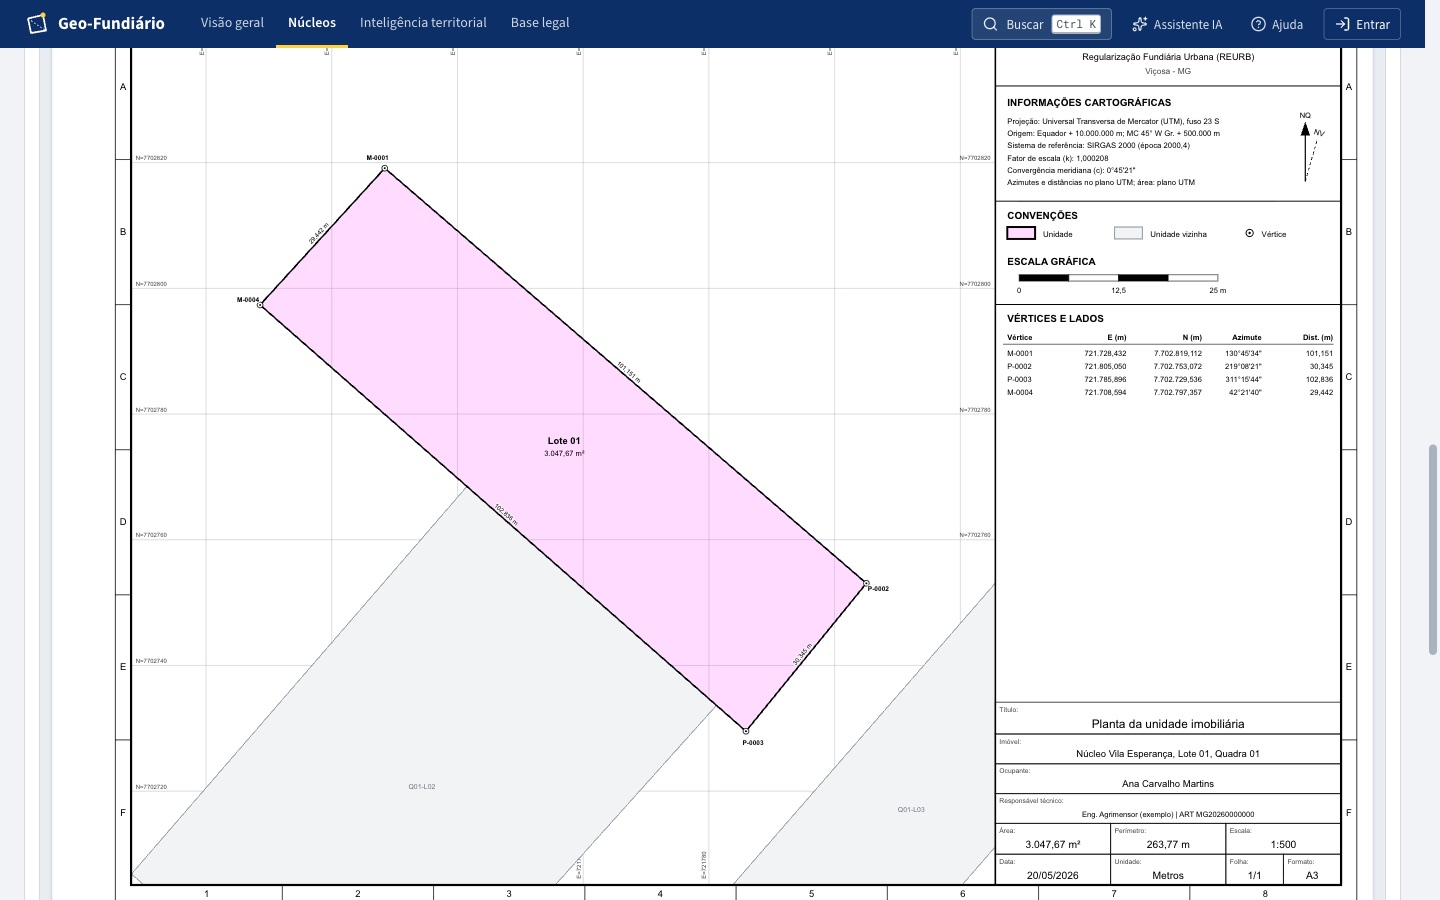 Geo-Fundiário
Visão geral
Núcleos
Inteligência territorial
Base legal
Buscar
Ctrl K
Assistente IA
Ajuda
Entrar
A
B
C
D
E
F
N=7702820
N=7702800
N=7702780
N=7702760
N=7702740
N=7702720
N=7702820
N=7702800
N=7702780
N=7702760
M-0001
29,442 m
M-0004
101,151 m
Lote 01
3.047,67 m²
102,836 m
P-0002
30,345 m
P-0003
Q01-L02
Q01-L03
E=721780
1
2
3
4
5
6
7
8
Regularização Fundiária Urbana (REURB)
Viçosa - MG
INFORMAÇÕES CARTOGRÁFICAS
Projeção: Universal Transversa de Mercator (UTM), fuso 23 S
Origem: Equador + 10.000.000 m; MC 45° W Gr. + 500.000 m
Sistema de referência: SIRGAS 2000 (época 2000,4)
Fator de escala (k): 1,000208
Convergência meridiana (c): 0°45'21"
Azimutes e distâncias no plano UTM; área: plano UTM
NQ
NV
CONVENÇÕES
Unidade
Unidade vizinha
Vértice
ESCALA GRÁFICA
0 12,5 25 m
VÉRTICES E LADOS
Vértice E (m) N (m) Azimute Dist. (m)
M-0001 721.728,432 7.702.819,112 130°45'34" 101,151
P-0002 721.805,050 7.702.753,072 219°08'21" 30,345
P-0003 721.785,896 7.702.729,536 311°15'44" 102,836
M-0004 721.708,594 7.702.797,357 42°21'40" 29,442
Título:
Planta da unidade imobiliária
Imóvel:
Núcleo Vila Esperança, Lote 01, Quadra 01
Ocupante:
Ana Carvalho Martins
Responsável técnico:
Eng. Agrimensor (exemplo) | ART MG20260000000
Área:
3.047,67 m²
Perímetro:
263,77 m
Escala:
1:500
Data:
20/05/2026
Unidade:
Metros
Folha:
1/1
Formato:
A3
A
B
C
D
E
F